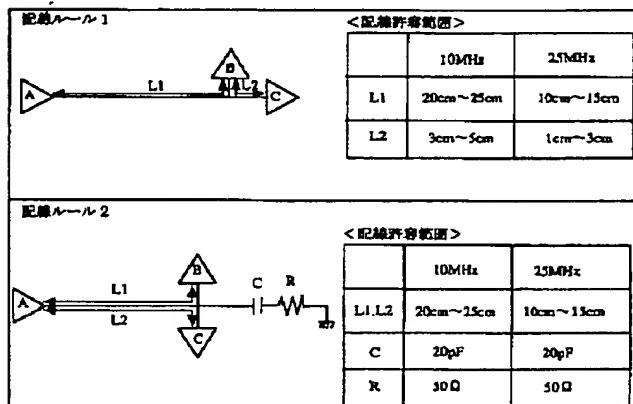 配線ルール1
A
L1
B
L2
C
<配線許容範囲>
10MHz 25MHz
L1 20cm~25cm 10cm~15cm
L2 3cm~5cm 1cm~3cm
配線ルール2
A
L1
L2
B
C
C R
<配線許容範囲>
10MHz 25MHz
L1,L2 20cm~25cm 10cm~15cm
C 20pF 20pF
R 50Ω 50Ω